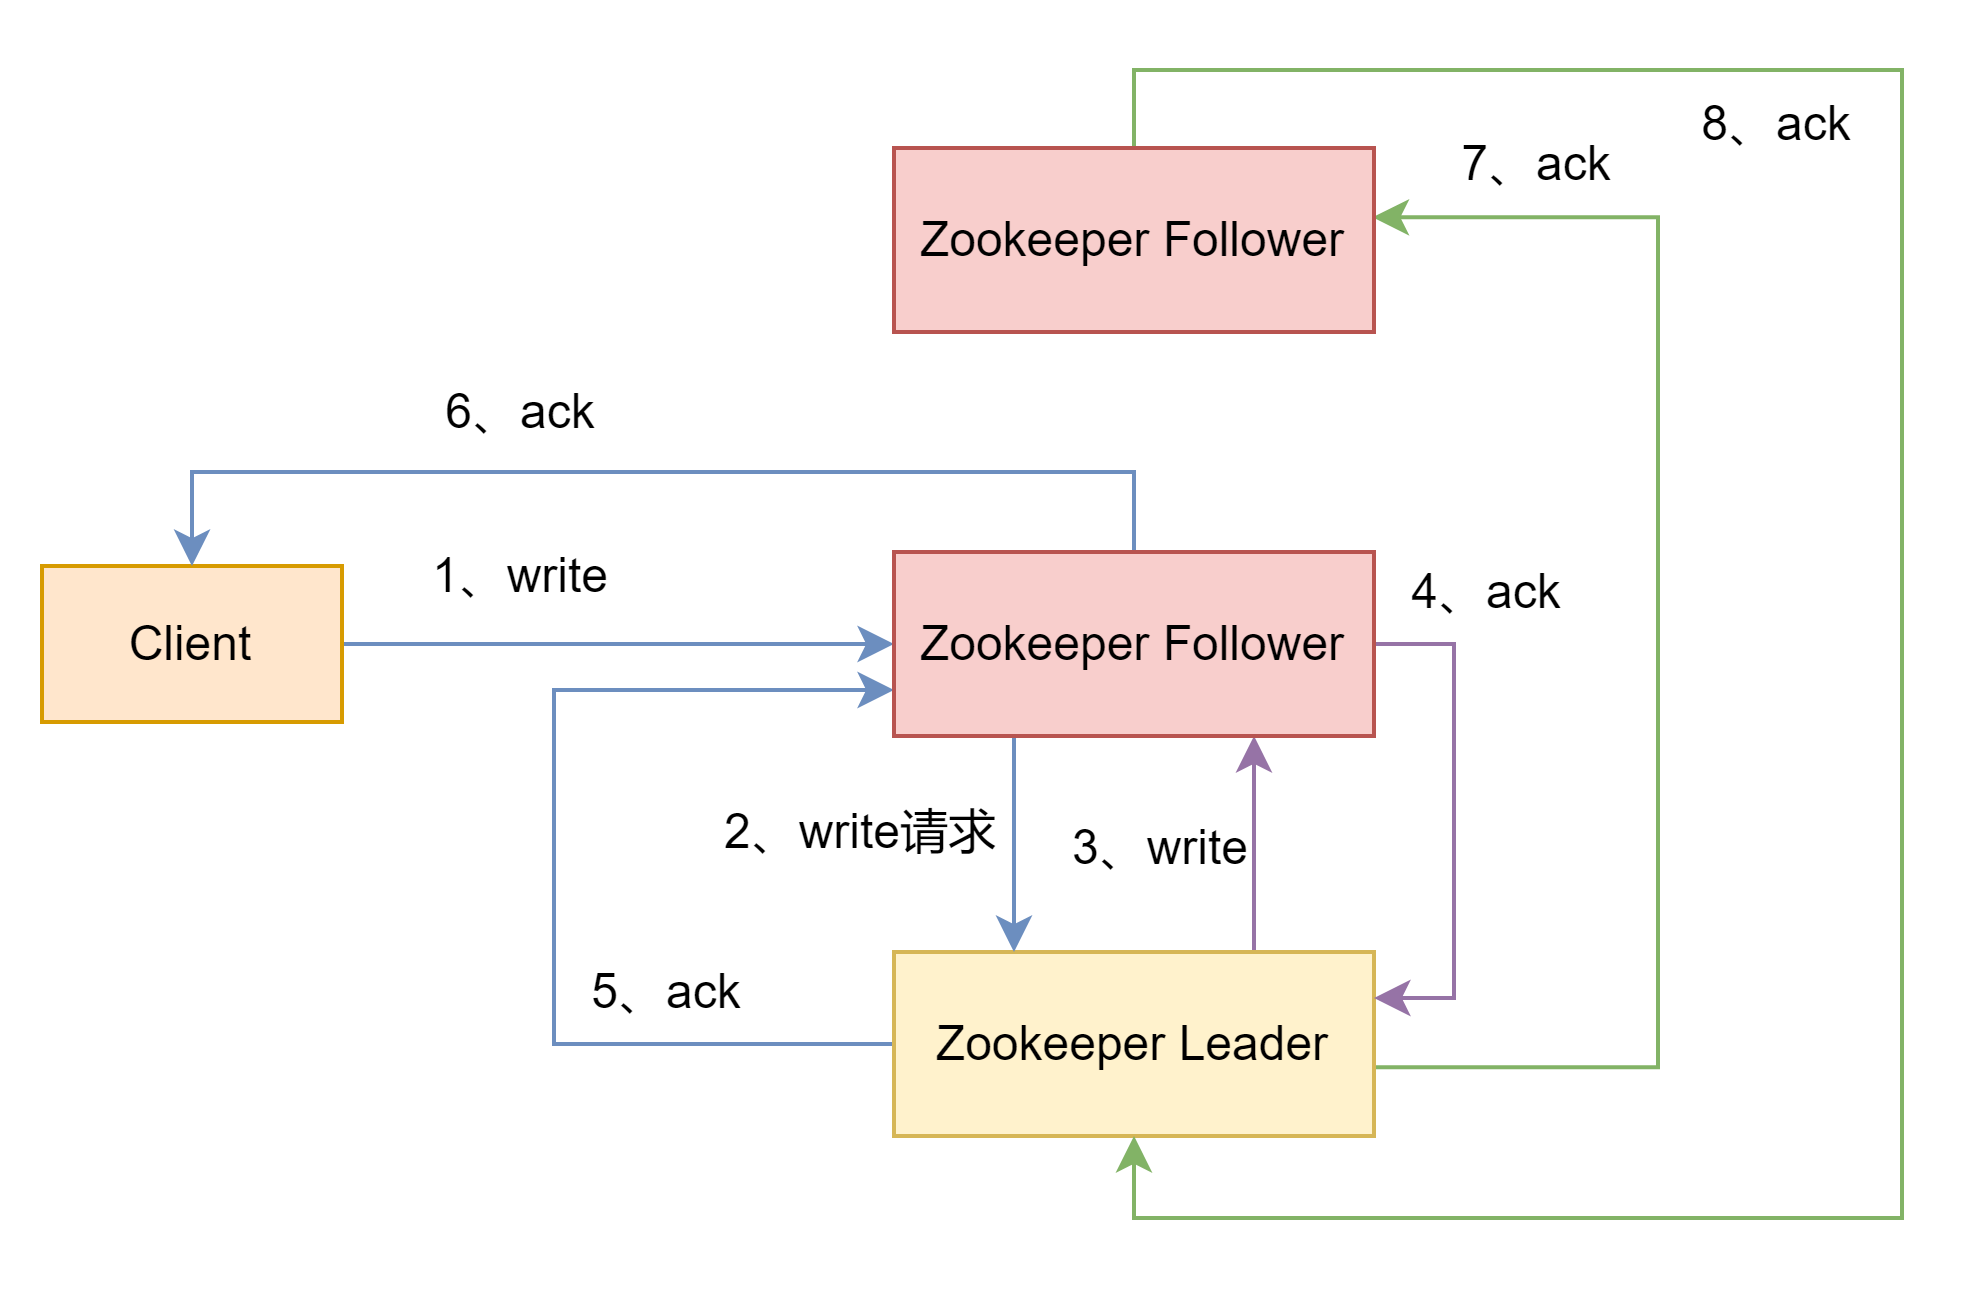 8、ack
7、ack
Zookeeper Follower
6、ack
1、write
4、ack
Client
Zookeeper Follower
2、write请求
3、write
5、ack
Zookeeper Leader